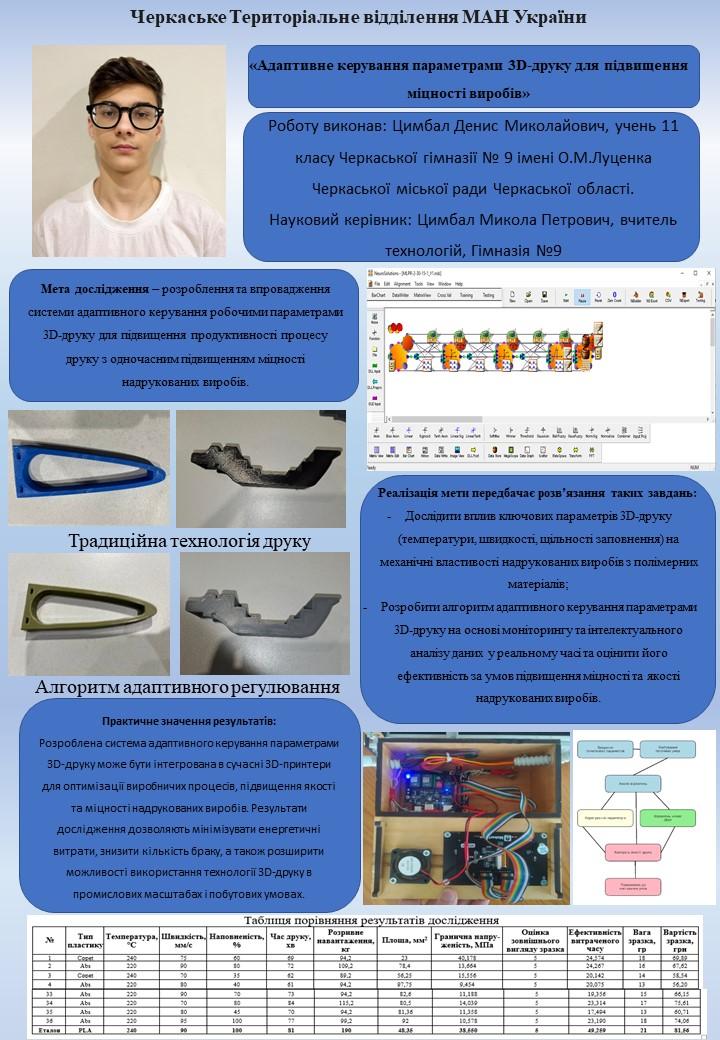 Черкаське Територіальне відділення МАН України
«Адаптивне керування параметрами 3D-друку для підвищення
міцності виробів»
Роботу виконав: Цимбал Денис Миколайович, учень 11
класу Черкаської гімназії № 9 імені О.М.Луценка
Черкаської міської ради Черкаської області.
Науковий керівник: Цимбал Микола Петрович, вчитель
технологій, Гімназія №9
Мета дослідження – розроблення та впровадження
системи адаптивного керування робочими параметрами
3D-друку для підвищення продуктивності процесу
друку з одночасним підвищенням міцності
надрукованих виробів.
File Edit Alignment Tools View Window Help
Традиційна технологія друку
Реалізація мети передбачає розв'язання таких завдань:
- Дослідити вплив ключових параметрів 3D-друку
(температури, швидкості, щільності заповнення) на
механічні властивості надрукованих виробів з полімерних
матеріалів;
- Розробити алгоритм адаптивного керування параметрами
3D-друку на основі моніторингу та інтелектуального
аналізу даних у реальному часі та оцінити його
ефективність за умов підвищення міцності та якості
надрукованих виробів.
Алгоритм адаптивного регулювання
Практичне значення результатів:
Розроблена система адаптивного керування параметрами
3D-друку може бути інтегрована в сучасні 3D-принтери
для оптимізації виробничих процесів, підвищення якості
та міцності надрукованих виробів. Результати
дослідження дозволяють мінімізувати енергетичні
витрати, знизити кількість браку, а також розширити
можливості використання технології 3D-друку в
промислових масштабах і побутових умовах.
Таблиця порівняння результатів дослідження
№ Тип пластику Температура, °С Швидкість, мм/с Наповненість, % Час друку, хв Розривне навантаження, кг Площа, мм² Гранична напруженість, МПа Оцінка зовнішнього вигляду зразка Ефективність витраченого часу Вага зразка, гр Вартість зразка, грн
1 Copet 240 75 60 69 94,2 23 40,178 5 24,574 18 69,89
2 Abs 220 90 80 72 109,2 78,4 13,664 5 24,267 16 67,62
3 Copet 240 70 35 62 89,2 56,25 15,556 5 20,142 14 58,54
4 Abs 220 80 45 61 94,2 97,75 9,454 5 20,075 13 56,20
33 Abs 220 90 70 73 94,2 82,6 11,188 5 19,356 15 66,15
34 Abs 220 70 80 84 115,2 80,5 14,039 5 23,314 17 75,61
35 Abs 220 80 45 70 94,2 81,36 11,358 5 17,494 13 60,71
36 Abs 220 95 100 77 99,2 92 10,578 5 23,190 18 74,06
Еталон PLA 240 90 100 81 190 48,35 38,550 5 49,259 21 81,56